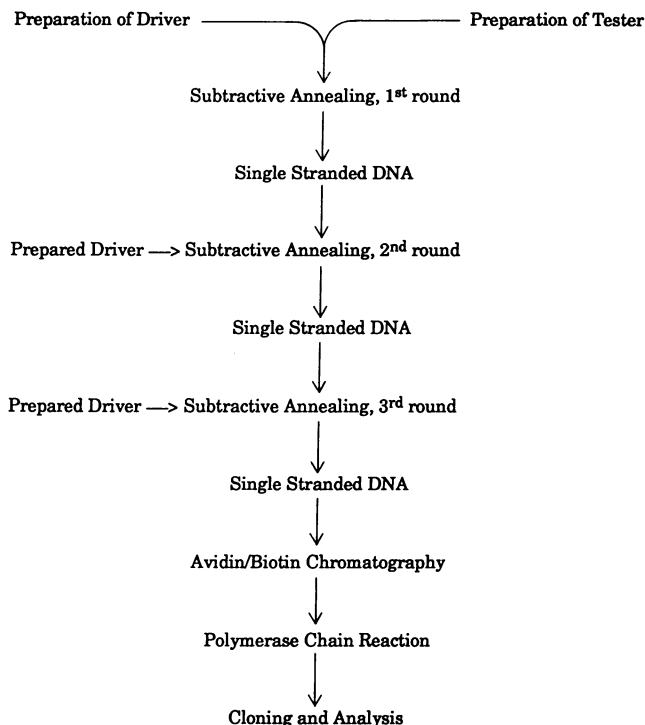 Preparation of Driver
Preparation of Tester
Subtractive Annealing, 1st round
Single Stranded DNA
Prepared Driver
Subtractive Annealing, 2nd round
Single Stranded DNA
Prepared Driver
Subtractive Annealing, 3rd round
Single Stranded DNA
Avidin/Biotin Chromatography
Polymerase Chain Reaction
Cloning and Analysis